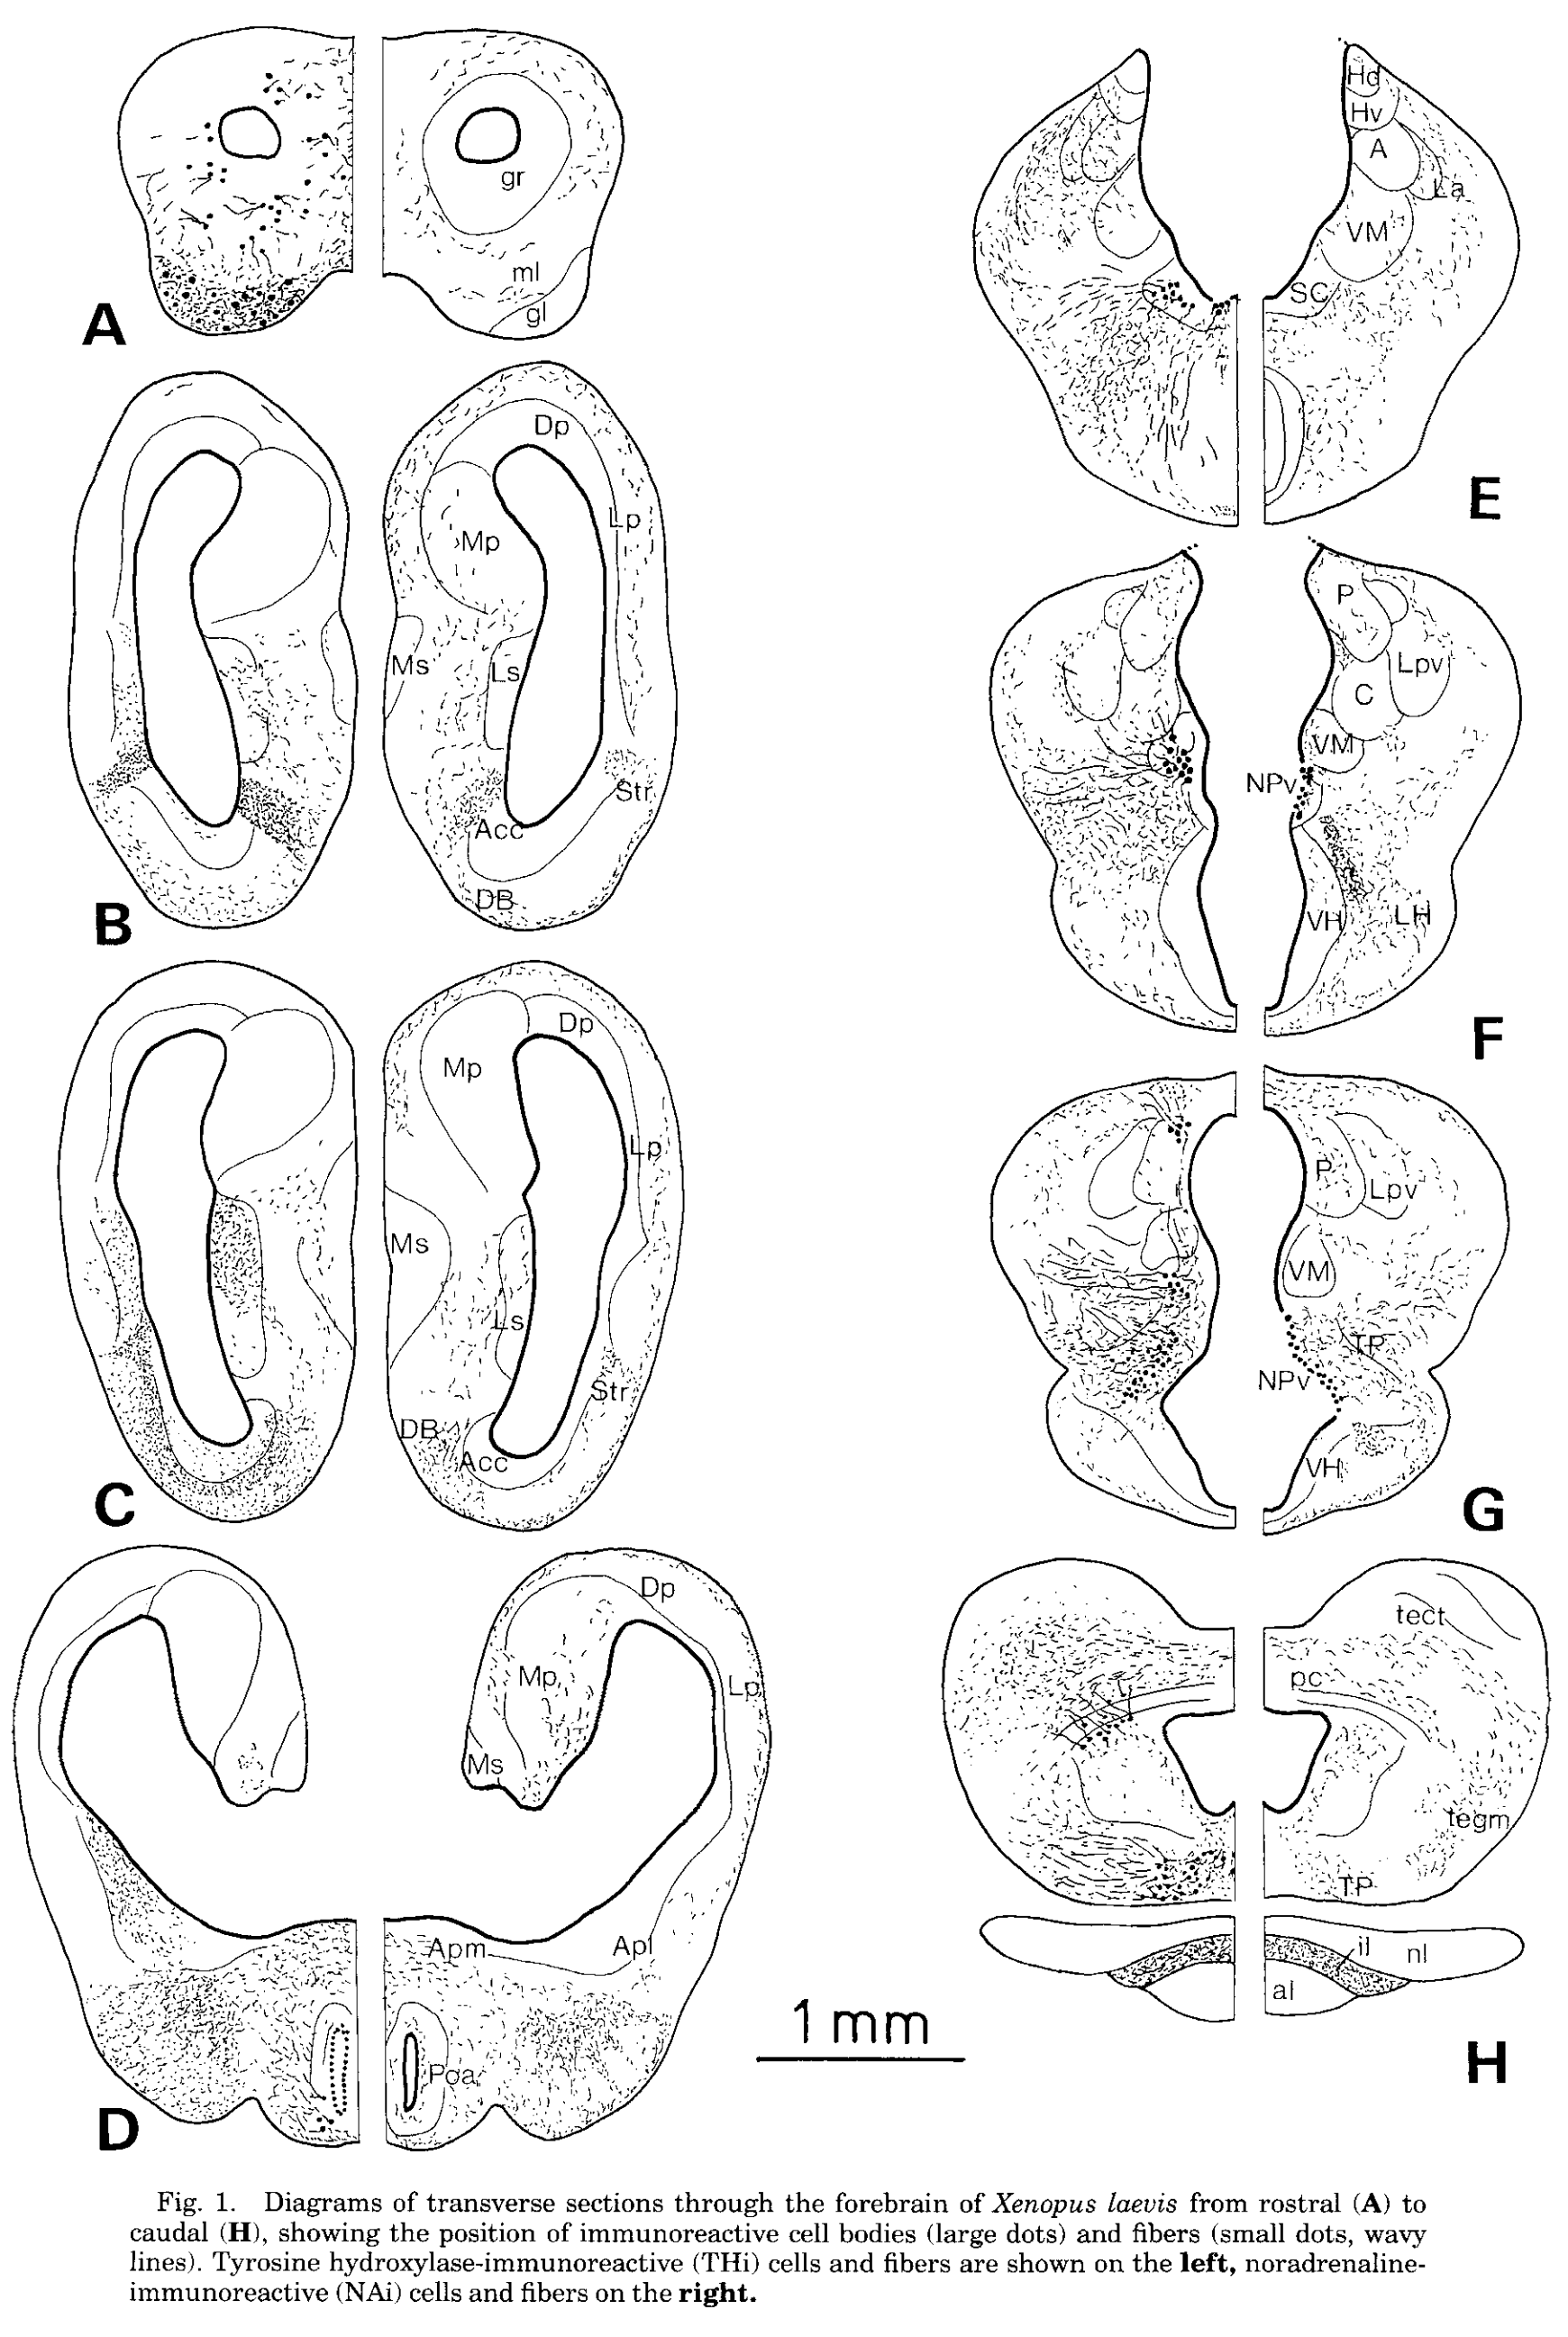 gr
ml
gl
A
Dp
Lp
Mp
Ms
Ls
Str
Acc
DB
B
Dp
Mp
Lp
Ms
Ls
Str
DB
Acc
C
Dp
Mp
Lp
Ms
Apm
Apl
Poa
D
1 mm
Hd
Hv
A
La
VM
SC
E
P
Lpv
C
VM
NPv
VH
LH
F
P
Lpv
VM
TP
NPv
VH
G
tect
pc
tegm
TP
il
nl
al
H
Fig. 1. Diagrams of transverse sections through the forebrain of Xenopus laevis from rostral (A) to
caudal (H), showing the position of immunoreactive cell bodies (large dots) and fibers (small dots, wavy
lines). Tyrosine hydroxylase-immunoreactive (THi) cells and fibers are shown on the left, noradrenaline-
immunoreactive (NAi) cells and fibers on the right.